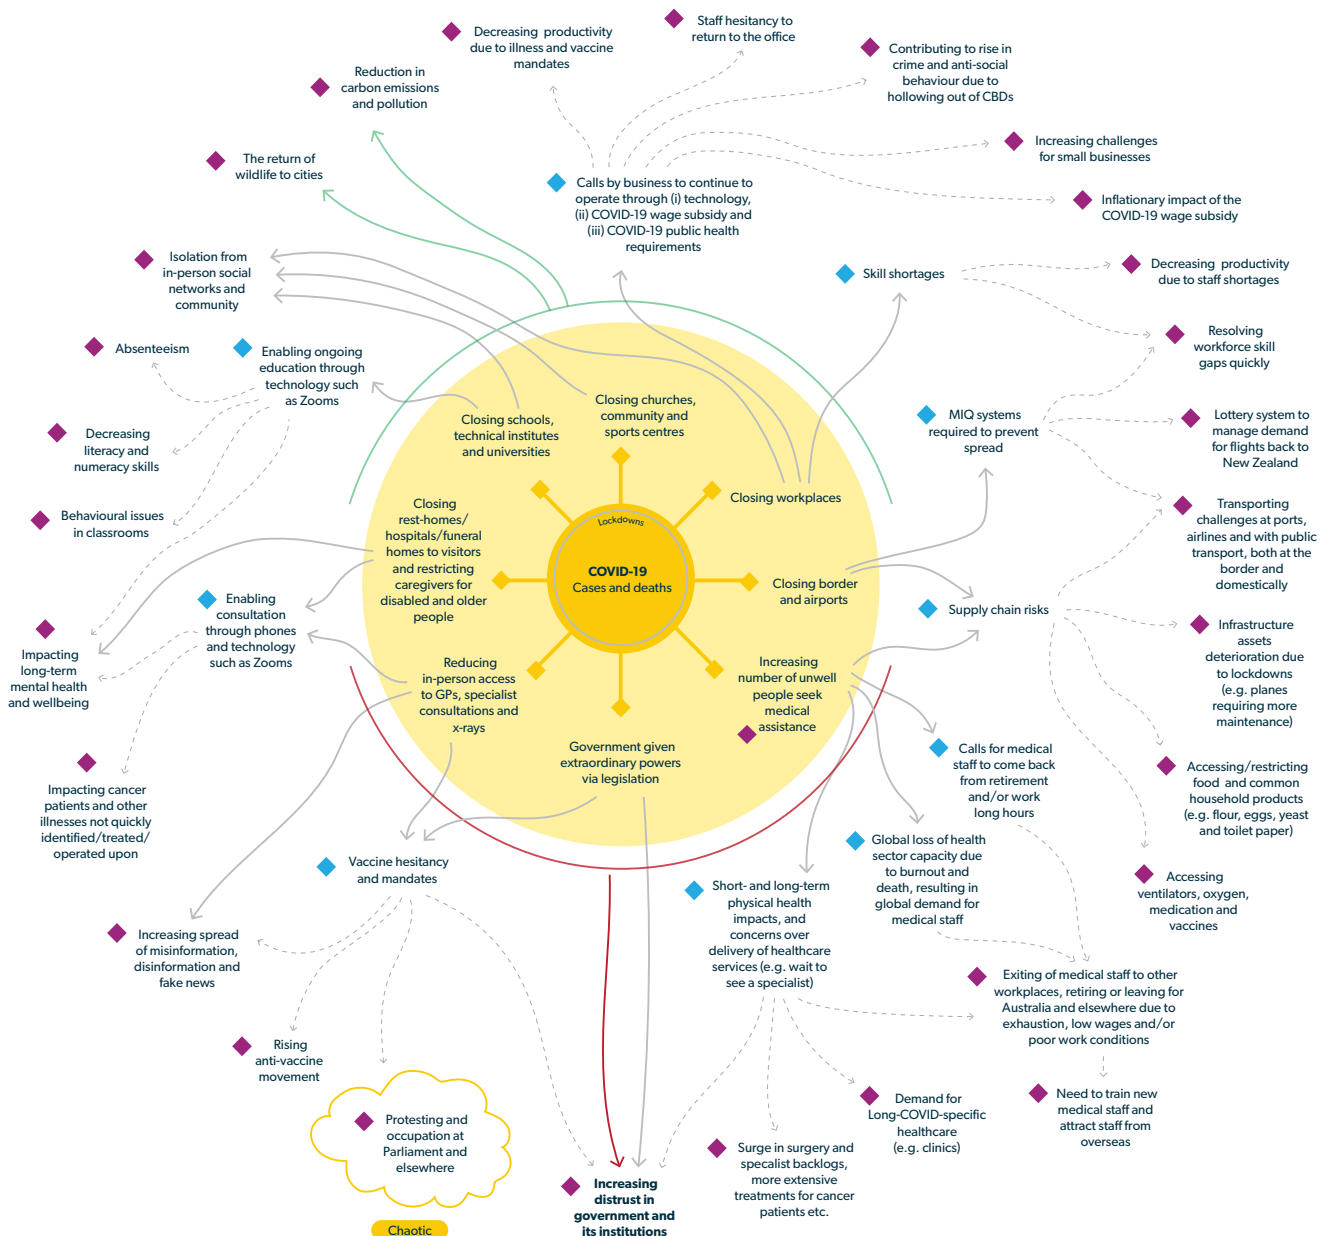 Decreasing productivity
due to illness and vaccine
mandates
Staff hesitancy to
return to the office
Contributing to rise in
crime and anti-social
behaviour due to
hollowing out of CBDs
Reduction in
carbon emissions
and pollution
Increasing challenges
for small businesses
The return of
wildlife to cities
Calls by business to continue to
operate through (i) technology,
(ii) COVID-19 wage subsidy and
(iii) COVID-19 public health
requirements
Inflationary impact of the
COVID-19 wage subsidy
Isolation from
in-person social
networks and
community
Skill shortages
Decreasing productivity
due to staff shortages
Absenteeism
Enabling ongoing
education through
technology such
as Zooms
Resolving
workforce skill
gaps quickly
Closing schools,
technical institutes
and universities
Closing churches,
community and
sports centres
MIQ systems
required to prevent
spread
Lottery system to
manage demand
for flights back to
New Zealand
Decreasing
literacy and
numeracy skills
Closing workplaces
Closing
rest-homes/
hospitals/funeral
homes to visitors
and restricting
caregivers for
disabled and older
people
Behavioural issues
in classrooms
Transporting
challenges at ports,
airlines and with public
transport, both at the
border and
domestically
Lockdowns
COVID-19
Cases and deaths
Closing border
and airports
Enabling
consultation
through phones
and technology
such as Zooms
Supply chain risks
Infrastructure
assets
deterioration due
to lockdowns
(e.g. planes
requiring more
maintenance)
Impacting
long-term
mental health
and wellbeing
Reducing
in-person access
to GPs, specialist
consultations and
x-rays
Increasing
number of unwell
people seek
medical
assistance
Government given
extraordinary powers
via legislation
Calls for medical
staff to come back
from retirement
and/or work
long hours
Accessing/restricting
food and common
household products
(e.g. flour, eggs, yeast
and toilet paper)
Impacting cancer
patients and other
illnesses not quickly
identified/treated/
operated upon
Vaccine hesitancy
and mandates
Global loss of health
sector capacity due
to burnout and
death, resulting in
global demand for
medical staff
Accessing
ventilators, oxygen,
medication and
vaccines
Short- and long-term
physical health
impacts, and
concerns over
delivery of healthcare
services (e.g. wait to
see a specialist)
Increasing spread
of misinformation,
disinformation and
fake news
Exiting of medical staff to other
workplaces, retiring or leaving for
Australia and elsewhere due to
exhaustion, low wages and/or
poor work conditions
Rising
anti-vaccine
movement
Need to train new
medical staff and
attract staff from
overseas
Demand for
Long-COVID-specific
healthcare
(e.g. clinics)
Protesting and
occupation at
Parliament and
elsewhere
Surge in surgery and
specalist backlogs,
more extensive
treatments for cancer
patients etc.
Increasing
distrust in
government and
its institutions
Chaotic